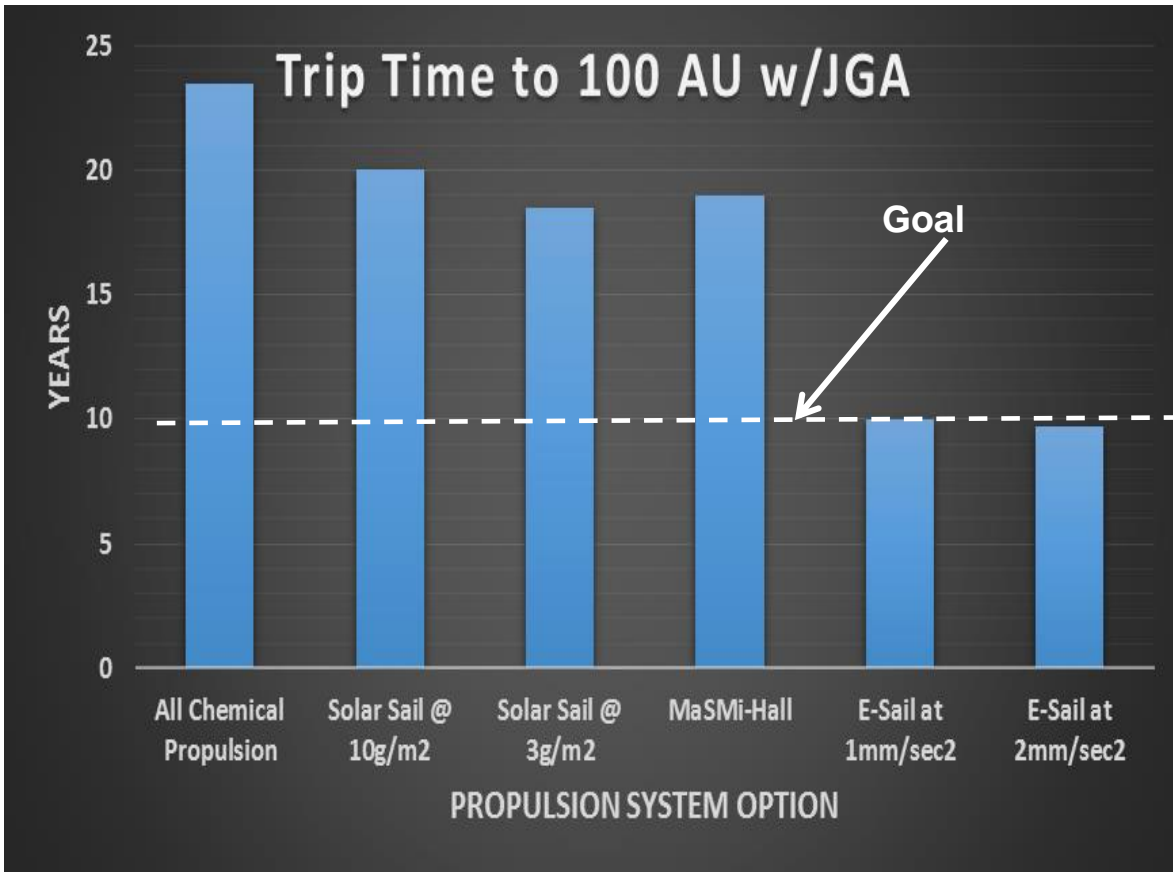 Trip Time to 100 AU w/JGA
25
20
15
10
5
0
YEARS
Goal
All Chemical
Propulsion
Solar Sail @
10g/m2
Solar Sail @
3g/m2
MaSMi-Hall
E-Sail at
1mm/sec2
E-Sail at
2mm/sec2
PROPULSION SYSTEM OPTION